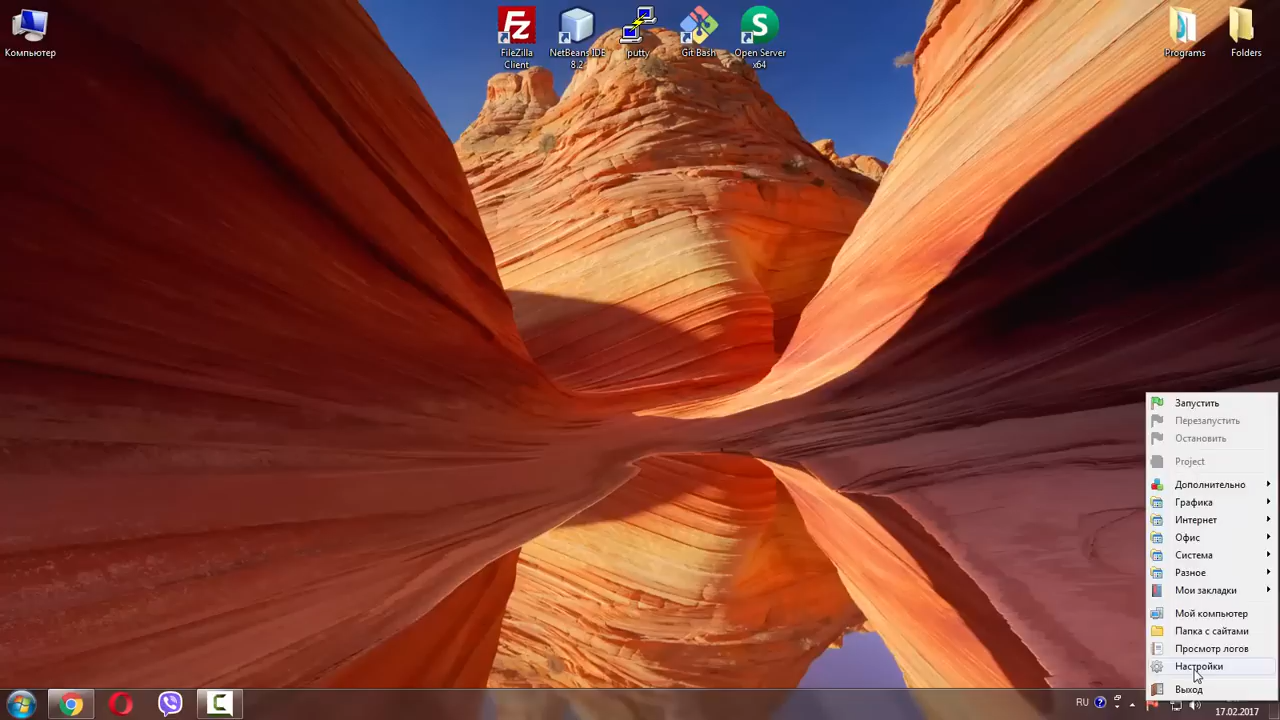 Компьютер
FileZilla
Client
NetBeans IDE
8.2
putty
Git Bash
Open Server
x64
Programs
Folders
Запустить
Перезапустить
Остановить
Project
Дополнительно
Графика
Интернет
Офис
Система
Разное
Мои закладки
Мой компьютер
Папка с сайтами
Просмотр логов
Настройки
Выход
RU
17.02.2017